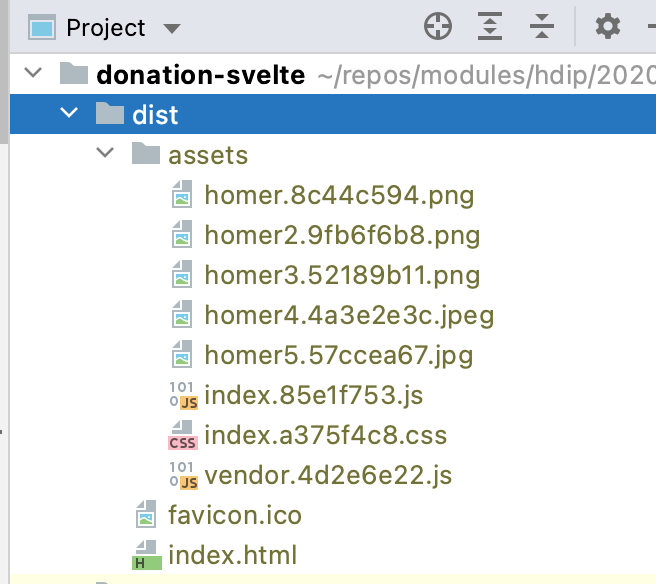 Project
donation-svelte ~/repos/modules/hdip/2020
dist
assets
homer.8c44c594.png
homer2.9fb6f6b8.png
homer3.52189b11.png
homer4.4a3e2e3c.jpeg
homer5.57ccea67.jpg
101 0 JS index.85e1f753.js
CSS index.a375f4c8.css
101 0 JS vendor.4d2e6e22.js
favicon.ico
H index.html